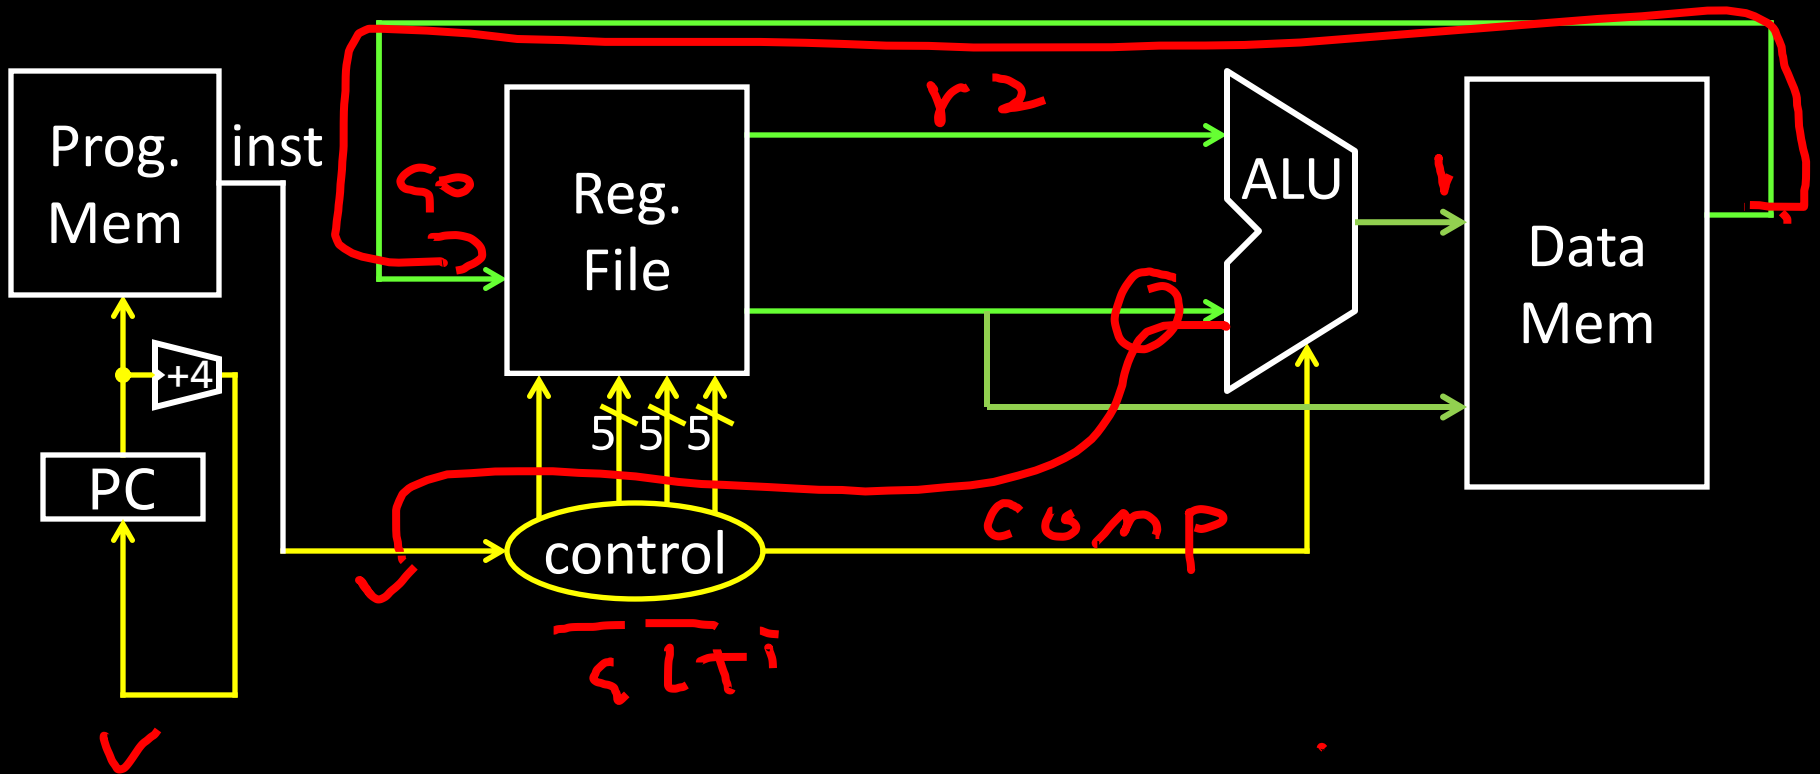 Prog.
Mem
inst
Reg.
File
r2
ALU
Data
Mem
+4
PC
5 5 5
control
comp
slti